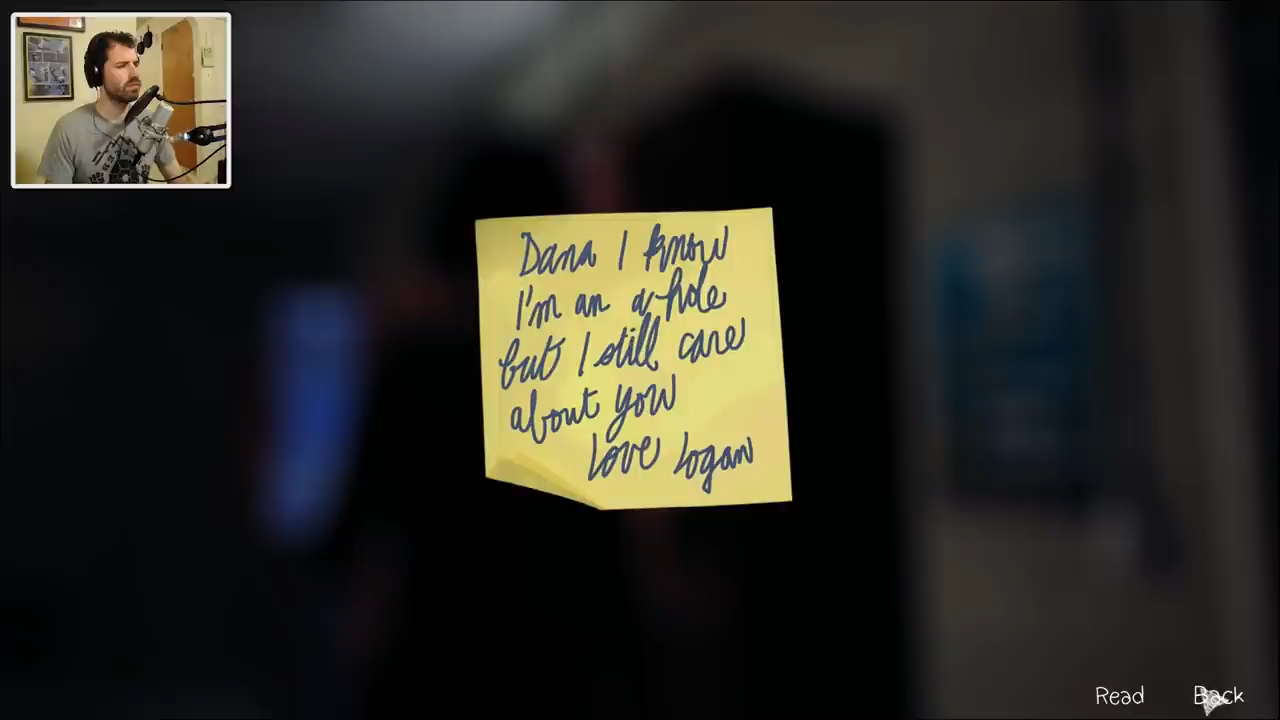 Dana I know
I'm an a-hole
but I still care
about you
Love Logan
Read
Back